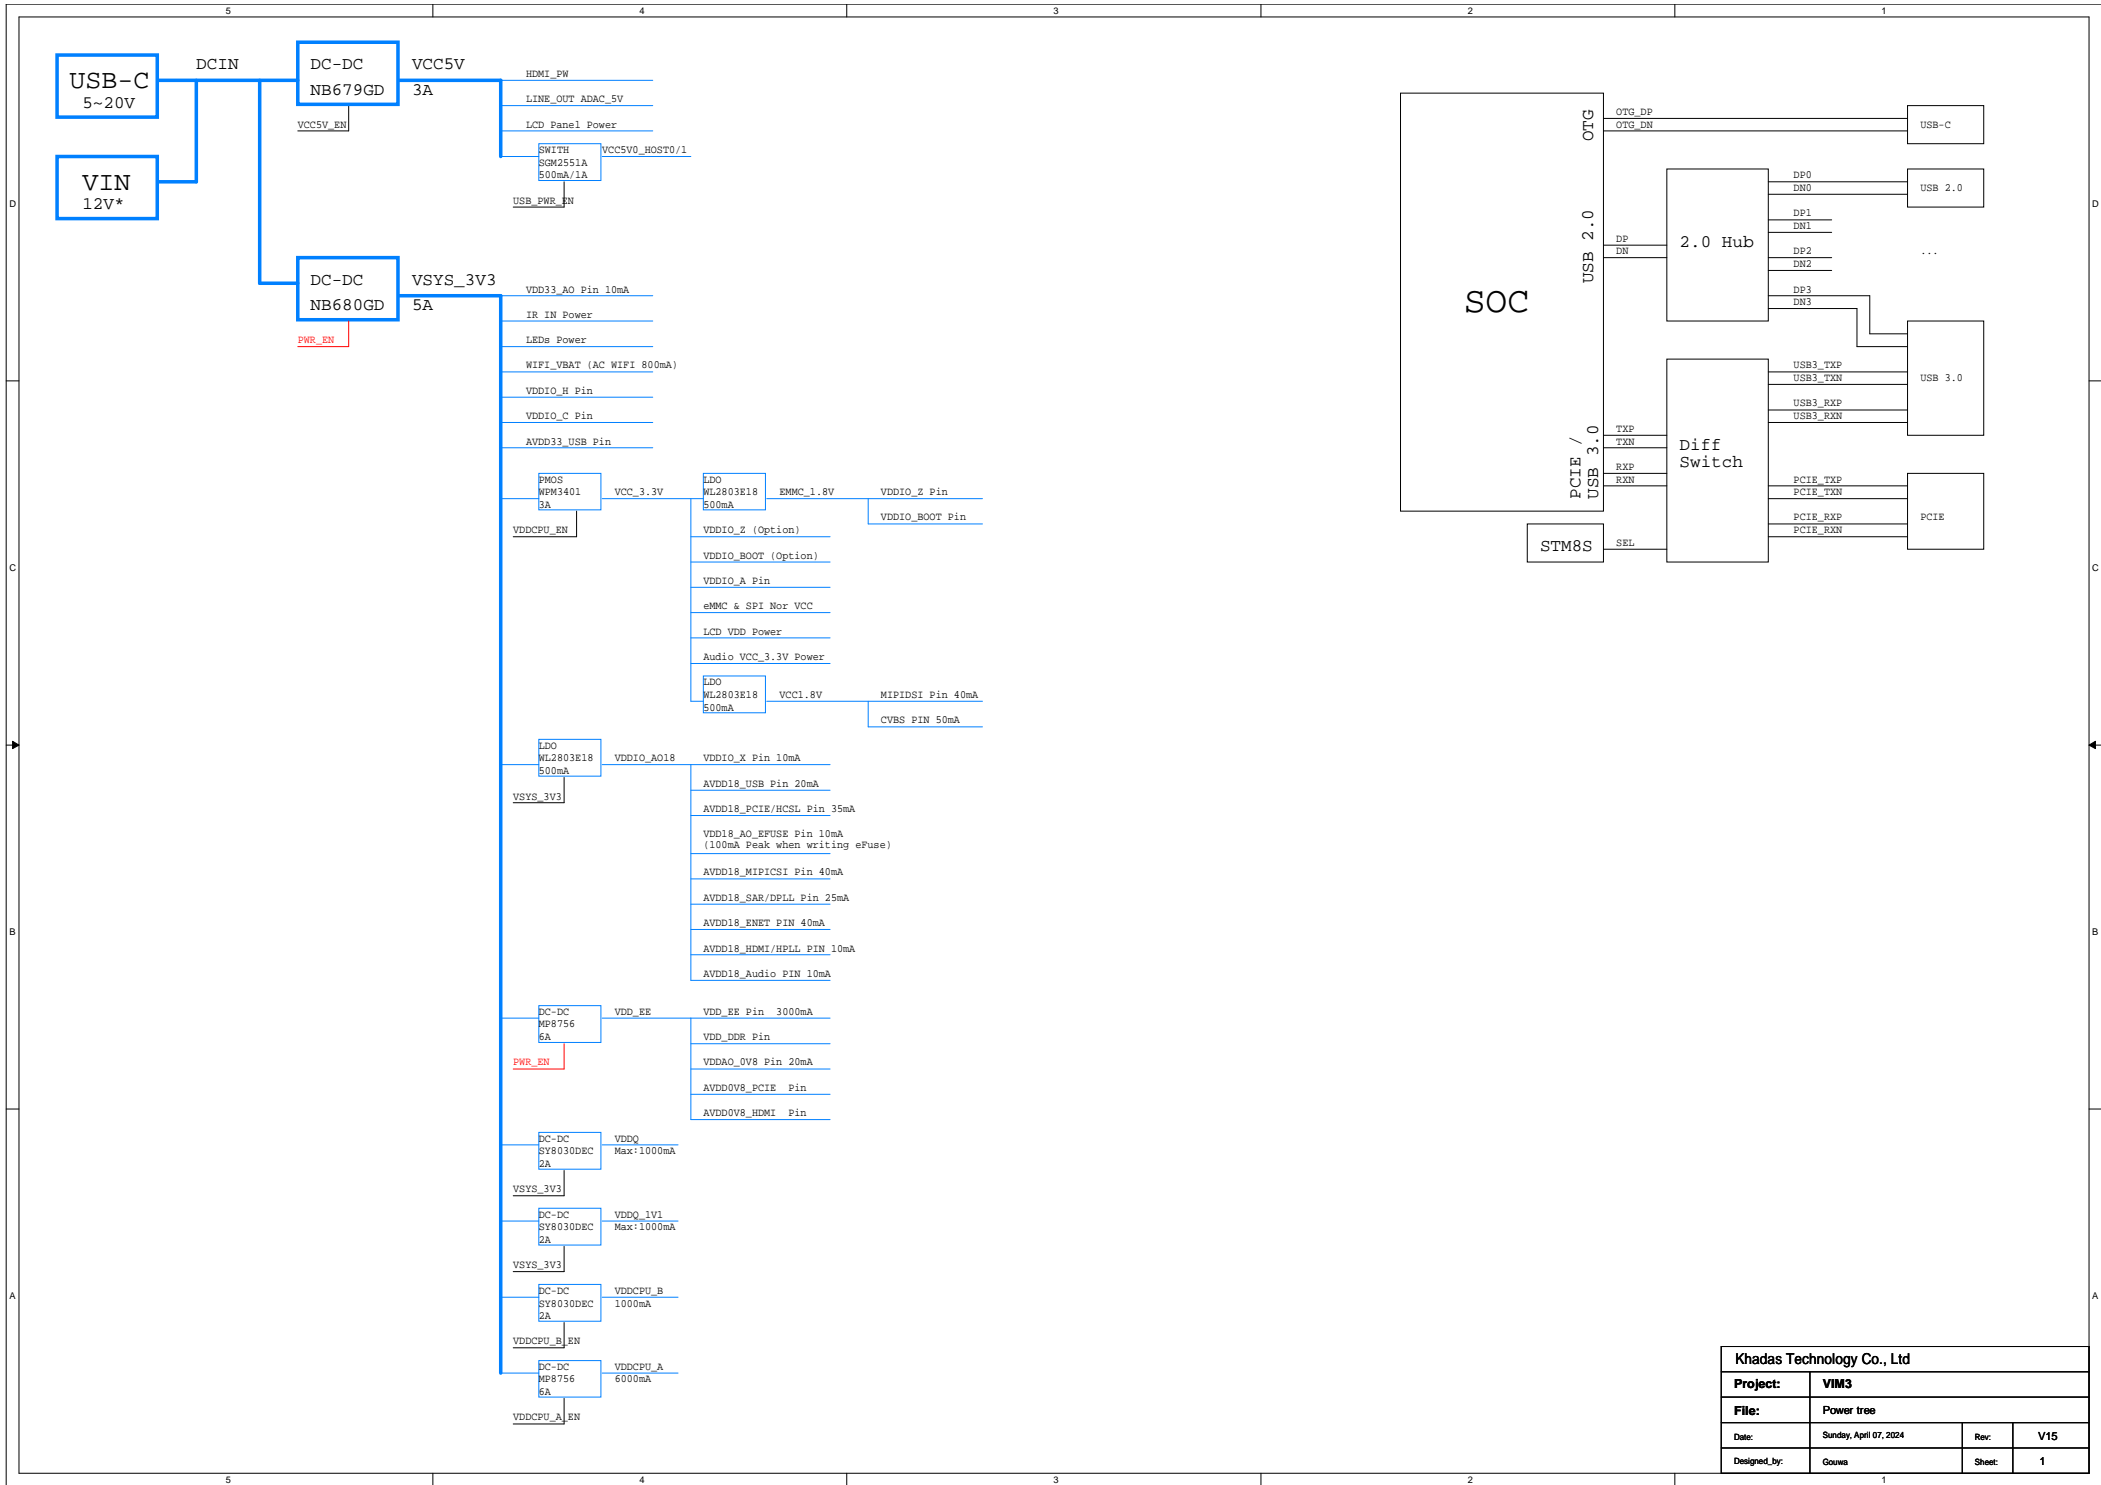 5
4
3
2
1
USB-C
5~20V
DCIN
DC-DC
NB679GD
VCC5V
3A
VCC5V_EN
HDMI_PW
LINE_OUT ADAC_5V
LCD Panel Power
SWITH
SGM2551A
500mA/1A
VCC5V0_HOST0/1
USB_PWR_EN
VIN
12V*
DC-DC
NB680GD
VSYS_3V3
5A
PWR_EN
VDD33_AO Pin 10mA
IR IN Power
LEDs Power
WIFI_VBAT (AC WIFI 800mA)
VDDIO_H Pin
VDDIO_C Pin
AVDD33_USB Pin
PMOS
WPM3401
3A
VCC_3.3V
VDDCPU_EN
LDO
WL2803E18
500mA
EMMC_1.8V
VDDIO_Z Pin
VDDIO_BOOT Pin
VDDIO_Z (Option)
VDDIO_BOOT (Option)
VDDIO_A Pin
eMMC & SPI Nor VCC
LCD VDD Power
Audio VCC_3.3V Power
LDO
WL2803E18
500mA
VCC1.8V
MIPIDSI Pin 40mA
CVBS PIN 50mA
LDO
WL2803E18
500mA
VDDIO_AO18
VSYS_3V3
VDDIO_X Pin 10mA
AVDD18_USB Pin 20mA
AVDD18_PCIE/HCSL Pin 35mA
VDD18_AO_EFUSE Pin 10mA
(100mA Peak when writing eFuse)
AVDD18_MIPICSI Pin 40mA
AVDD18_SAR/DPLL Pin 25mA
AVDD18_ENET PIN 40mA
AVDD18_HDMI/HPLL PIN 10mA
AVDD18_Audio PIN 10mA
DC-DC
MP8756
6A
VDD_EE
PWR_EN
VDD_EE Pin 3000mA
VDD_DDR Pin
VDDAO_0V8 Pin 20mA
AVDD0V8_PCIE Pin
AVDD0V8_HDMI Pin
DC-DC
SY8030DEC
2A
VDDQ
Max:1000mA
VSYS_3V3
DC-DC
SY8030DEC
2A
VDDQ_1V1
Max:1000mA
VSYS_3V3
DC-DC
SY8030DEC
2A
VDDCPU_B
1000mA
VDDCPU_B_EN
DC-DC
MP8756
6A
VDDCPU_A
6000mA
VDDCPU_A_EN
SOC
OTG
USB 2.0
PCIE /
USB 3.0
OTG_DP
OTG_DN
USB-C
DP
DN
2.0 Hub
DP0
DN0
USB 2.0
DP1
DN1
DP2
DN2
...
DP3
DN3
USB 3.0
TXP
TXN
RXP
RXN
Diff
Switch
USB3_TXP
USB3_TXN
USB3_RXP
USB3_RXN
PCIE_TXP
PCIE_TXN
PCIE_RXP
PCIE_RXN
PCIE
STM8S
SEL
D
C
B
A
D
C
B
A
Khadas Technology Co., Ltd
Project: VIM3
File: Power tree
Date: Sunday, April 07, 2024 Rev: V15
Designed_by: Gouwa Sheet: 1
5
4
3
2
1